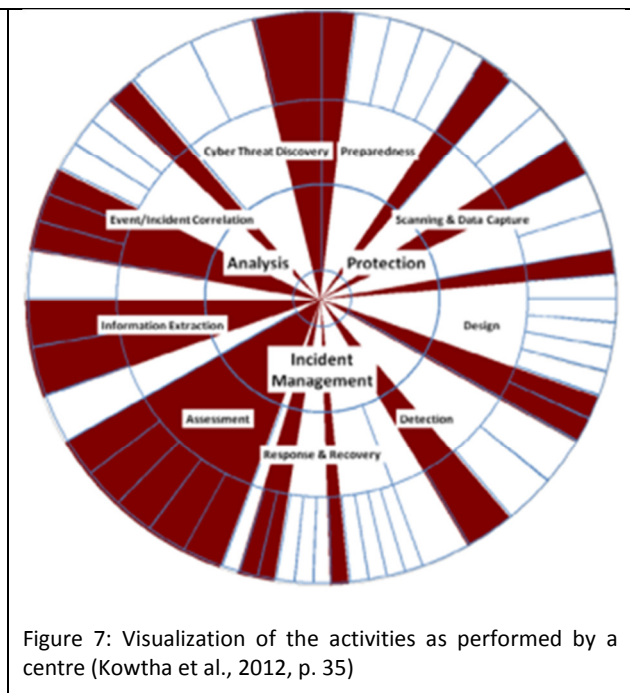 Cyber Threat Discovery
Preparedness
Event/Incident Correlation
Scanning & Data Capture
Analysis
Protection
Information Extraction
Design
Incident
Management
Assessment
Detection
Response & Recovery
Figure 7: Visualization of the activities as performed by a
centre (Kowtha et al., 2012, p. 35)